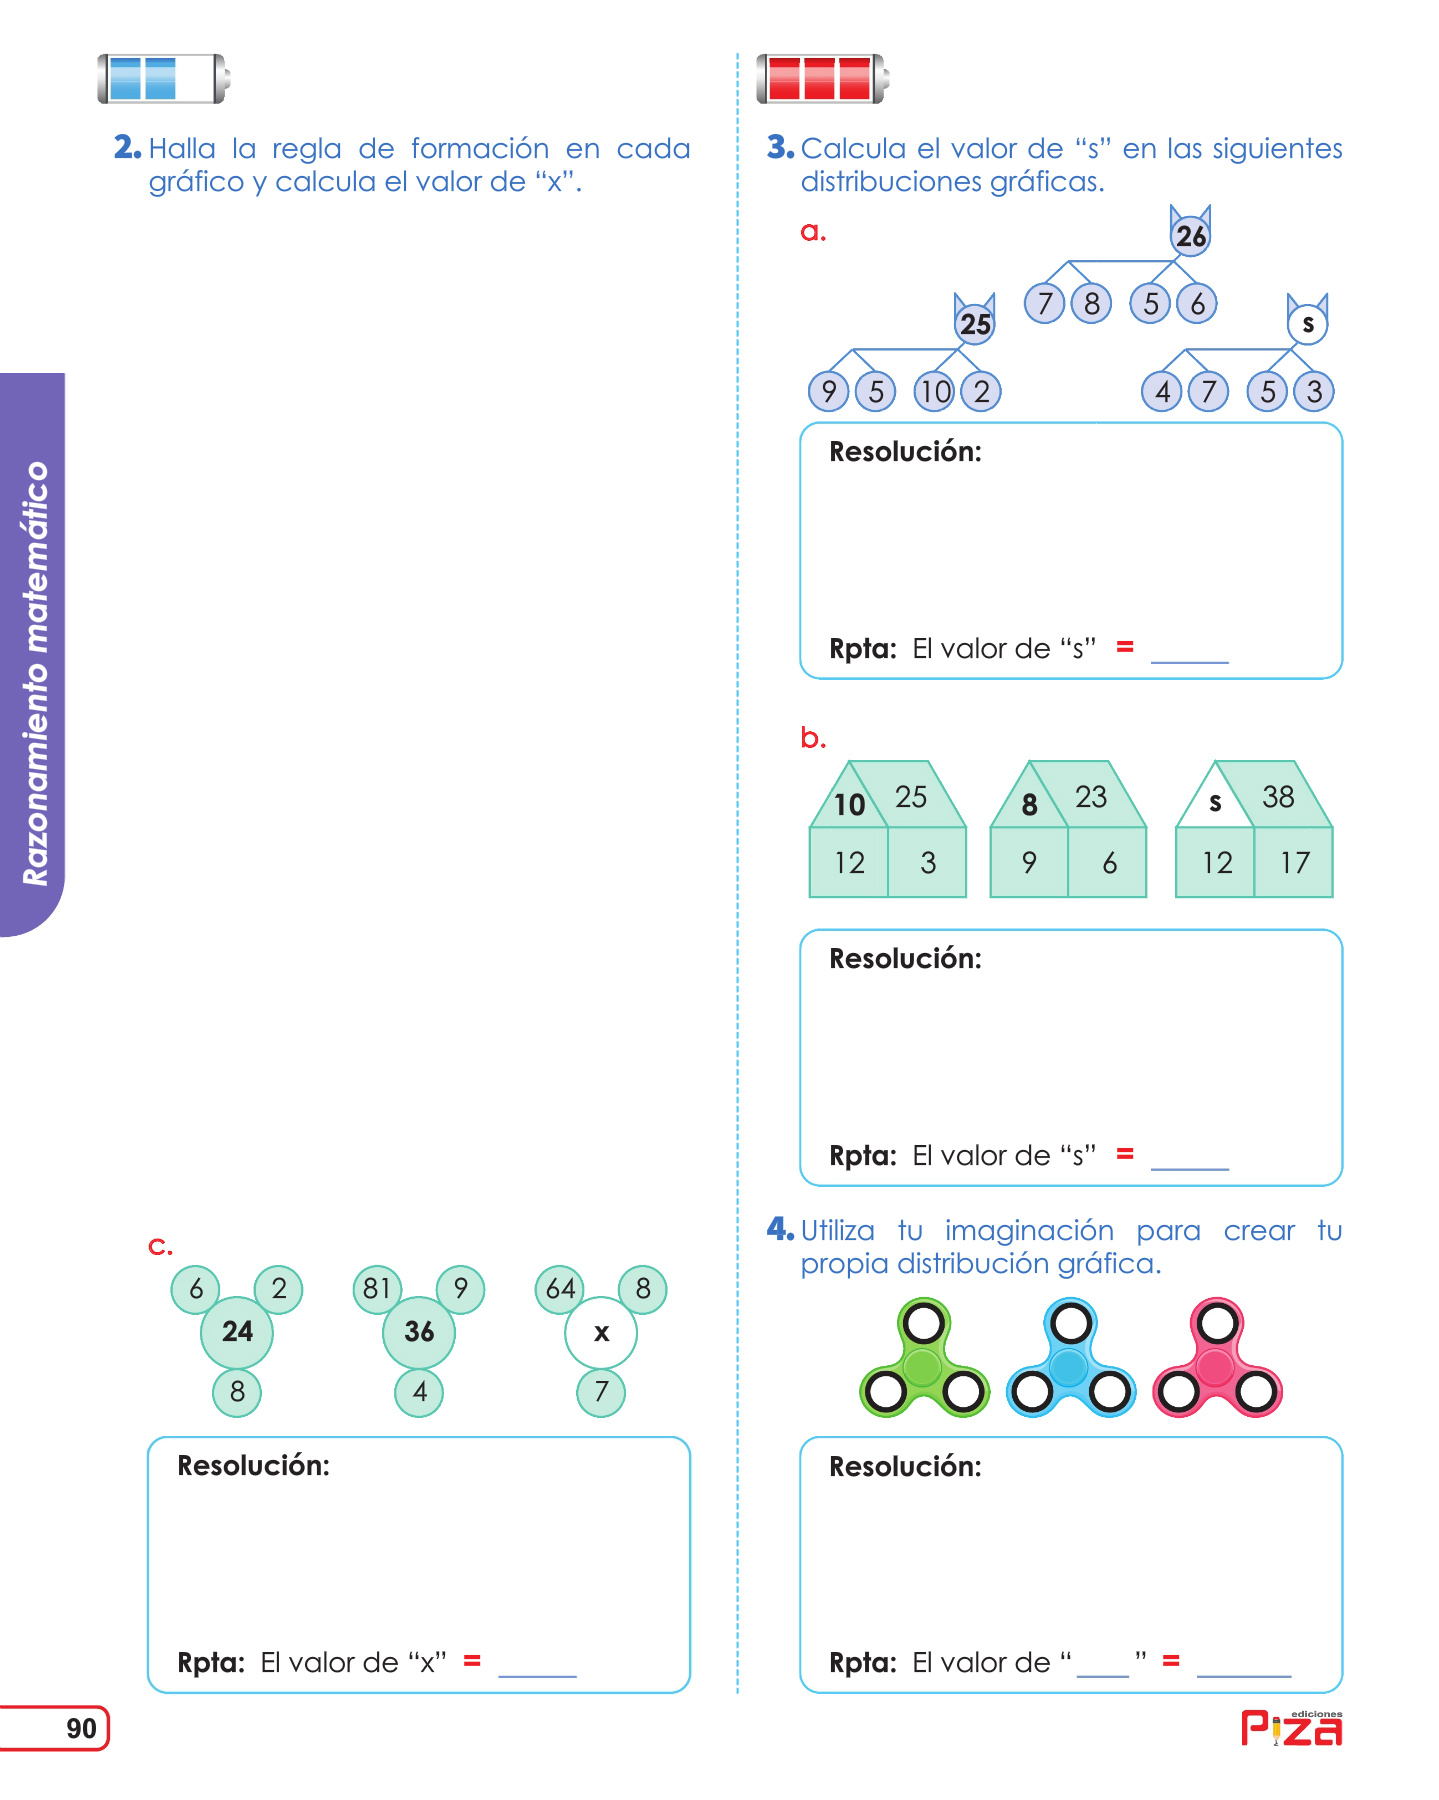 2. Halla la regla de formación en cada
gráfico y calcula el valor de “x”.
c.
6 2 81 9 64 8
24 36 x
8 4 7
Resolución:
Rpta: El valor de “x” = ______
3. Calcula el valor de “s” en las siguientes
distribuciones gráficas.
a.
26
7 8 5 6
25 s
9 5 10 2 4 7 5 3
Resolución:
Rpta: El valor de “s” = ______
b.
10 25 8 23 s 38
12 3 9 6 12 17
Resolución:
Rpta: El valor de “s” = ______
4. Utiliza tu imaginación para crear tu
propia distribución gráfica.
Resolución:
Rpta: El valor de “____” = ______
Razonamiento matemático
90
ediciones
Piza